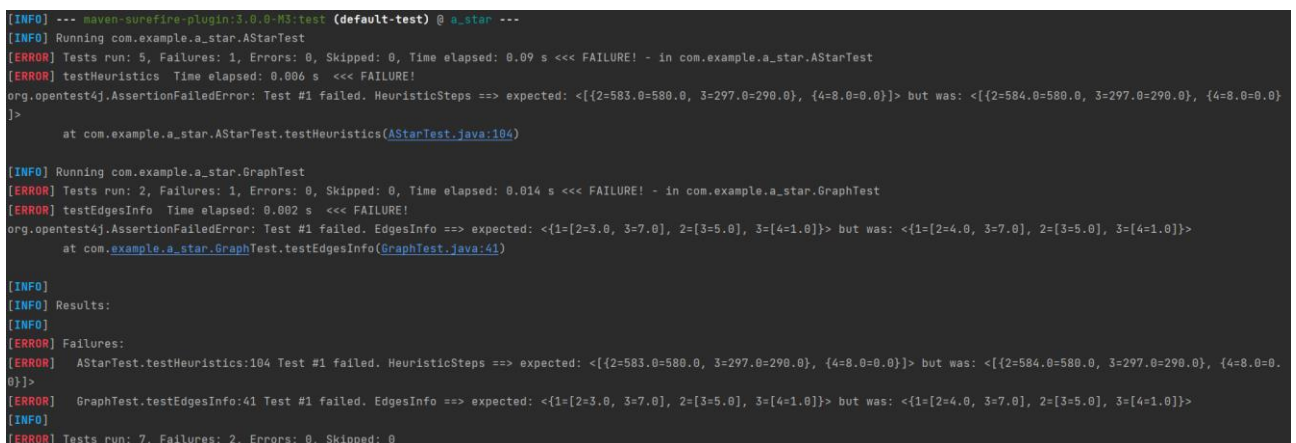 [INFO] --- maven-surefire-plugin:3.0.0-M3:test (default-test) @ a_star ---
[INFO] Running com.example.a_star.AStarTest
[ERROR] Tests run: 5, Failures: 1, Errors: 0, Skipped: 0, Time elapsed: 0.09 s <<< FAILURE! - in com.example.a_star.AStarTest
[ERROR] testHeuristics  Time elapsed: 0.006 s  <<< FAILURE!
org.opentest4j.AssertionFailedError: Test #1 failed. HeuristicSteps ==> expected: <[{2=583.0=580.0, 3=297.0=290.0}, {4=8.0=0.0}]> but was: <[{2=584.0=580.0, 3=297.0=290.0}, {4=8.0=0.0}
]>
at com.example.a_star.AStarTest.testHeuristics(AStarTest.java:104)
[INFO] Running com.example.a_star.GraphTest
[ERROR] Tests run: 2, Failures: 1, Errors: 0, Skipped: 0, Time elapsed: 0.014 s <<< FAILURE! - in com.example.a_star.GraphTest
[ERROR] testEdgesInfo  Time elapsed: 0.002 s  <<< FAILURE!
org.opentest4j.AssertionFailedError: Test #1 failed. EdgesInfo ==> expected: <{1=[2=3.0, 3=7.0], 2=[3=5.0], 3=[4=1.0]}> but was: <{1=[2=4.0, 3=7.0], 2=[3=5.0], 3=[4=1.0]}>
at com.example.a_star.GraphTest.testEdgesInfo(GraphTest.java:41)
[INFO]
[INFO] Results:
[INFO]
[ERROR] Failures:
[ERROR]   AStarTest.testHeuristics:104 Test #1 failed. HeuristicSteps ==> expected: <[{2=583.0=580.0, 3=297.0=290.0}, {4=8.0=0.0}]> but was: <[{2=584.0=580.0, 3=297.0=290.0}, {4=8.0=0.
0}]>
[ERROR]   GraphTest.testEdgesInfo:41 Test #1 failed. EdgesInfo ==> expected: <{1=[2=3.0, 3=7.0], 2=[3=5.0], 3=[4=1.0]}> but was: <{1=[2=4.0, 3=7.0], 2=[3=5.0], 3=[4=1.0]}>
[INFO]
[ERROR] Tests run: 7, Failures: 2, Errors: 0, Skipped: 0